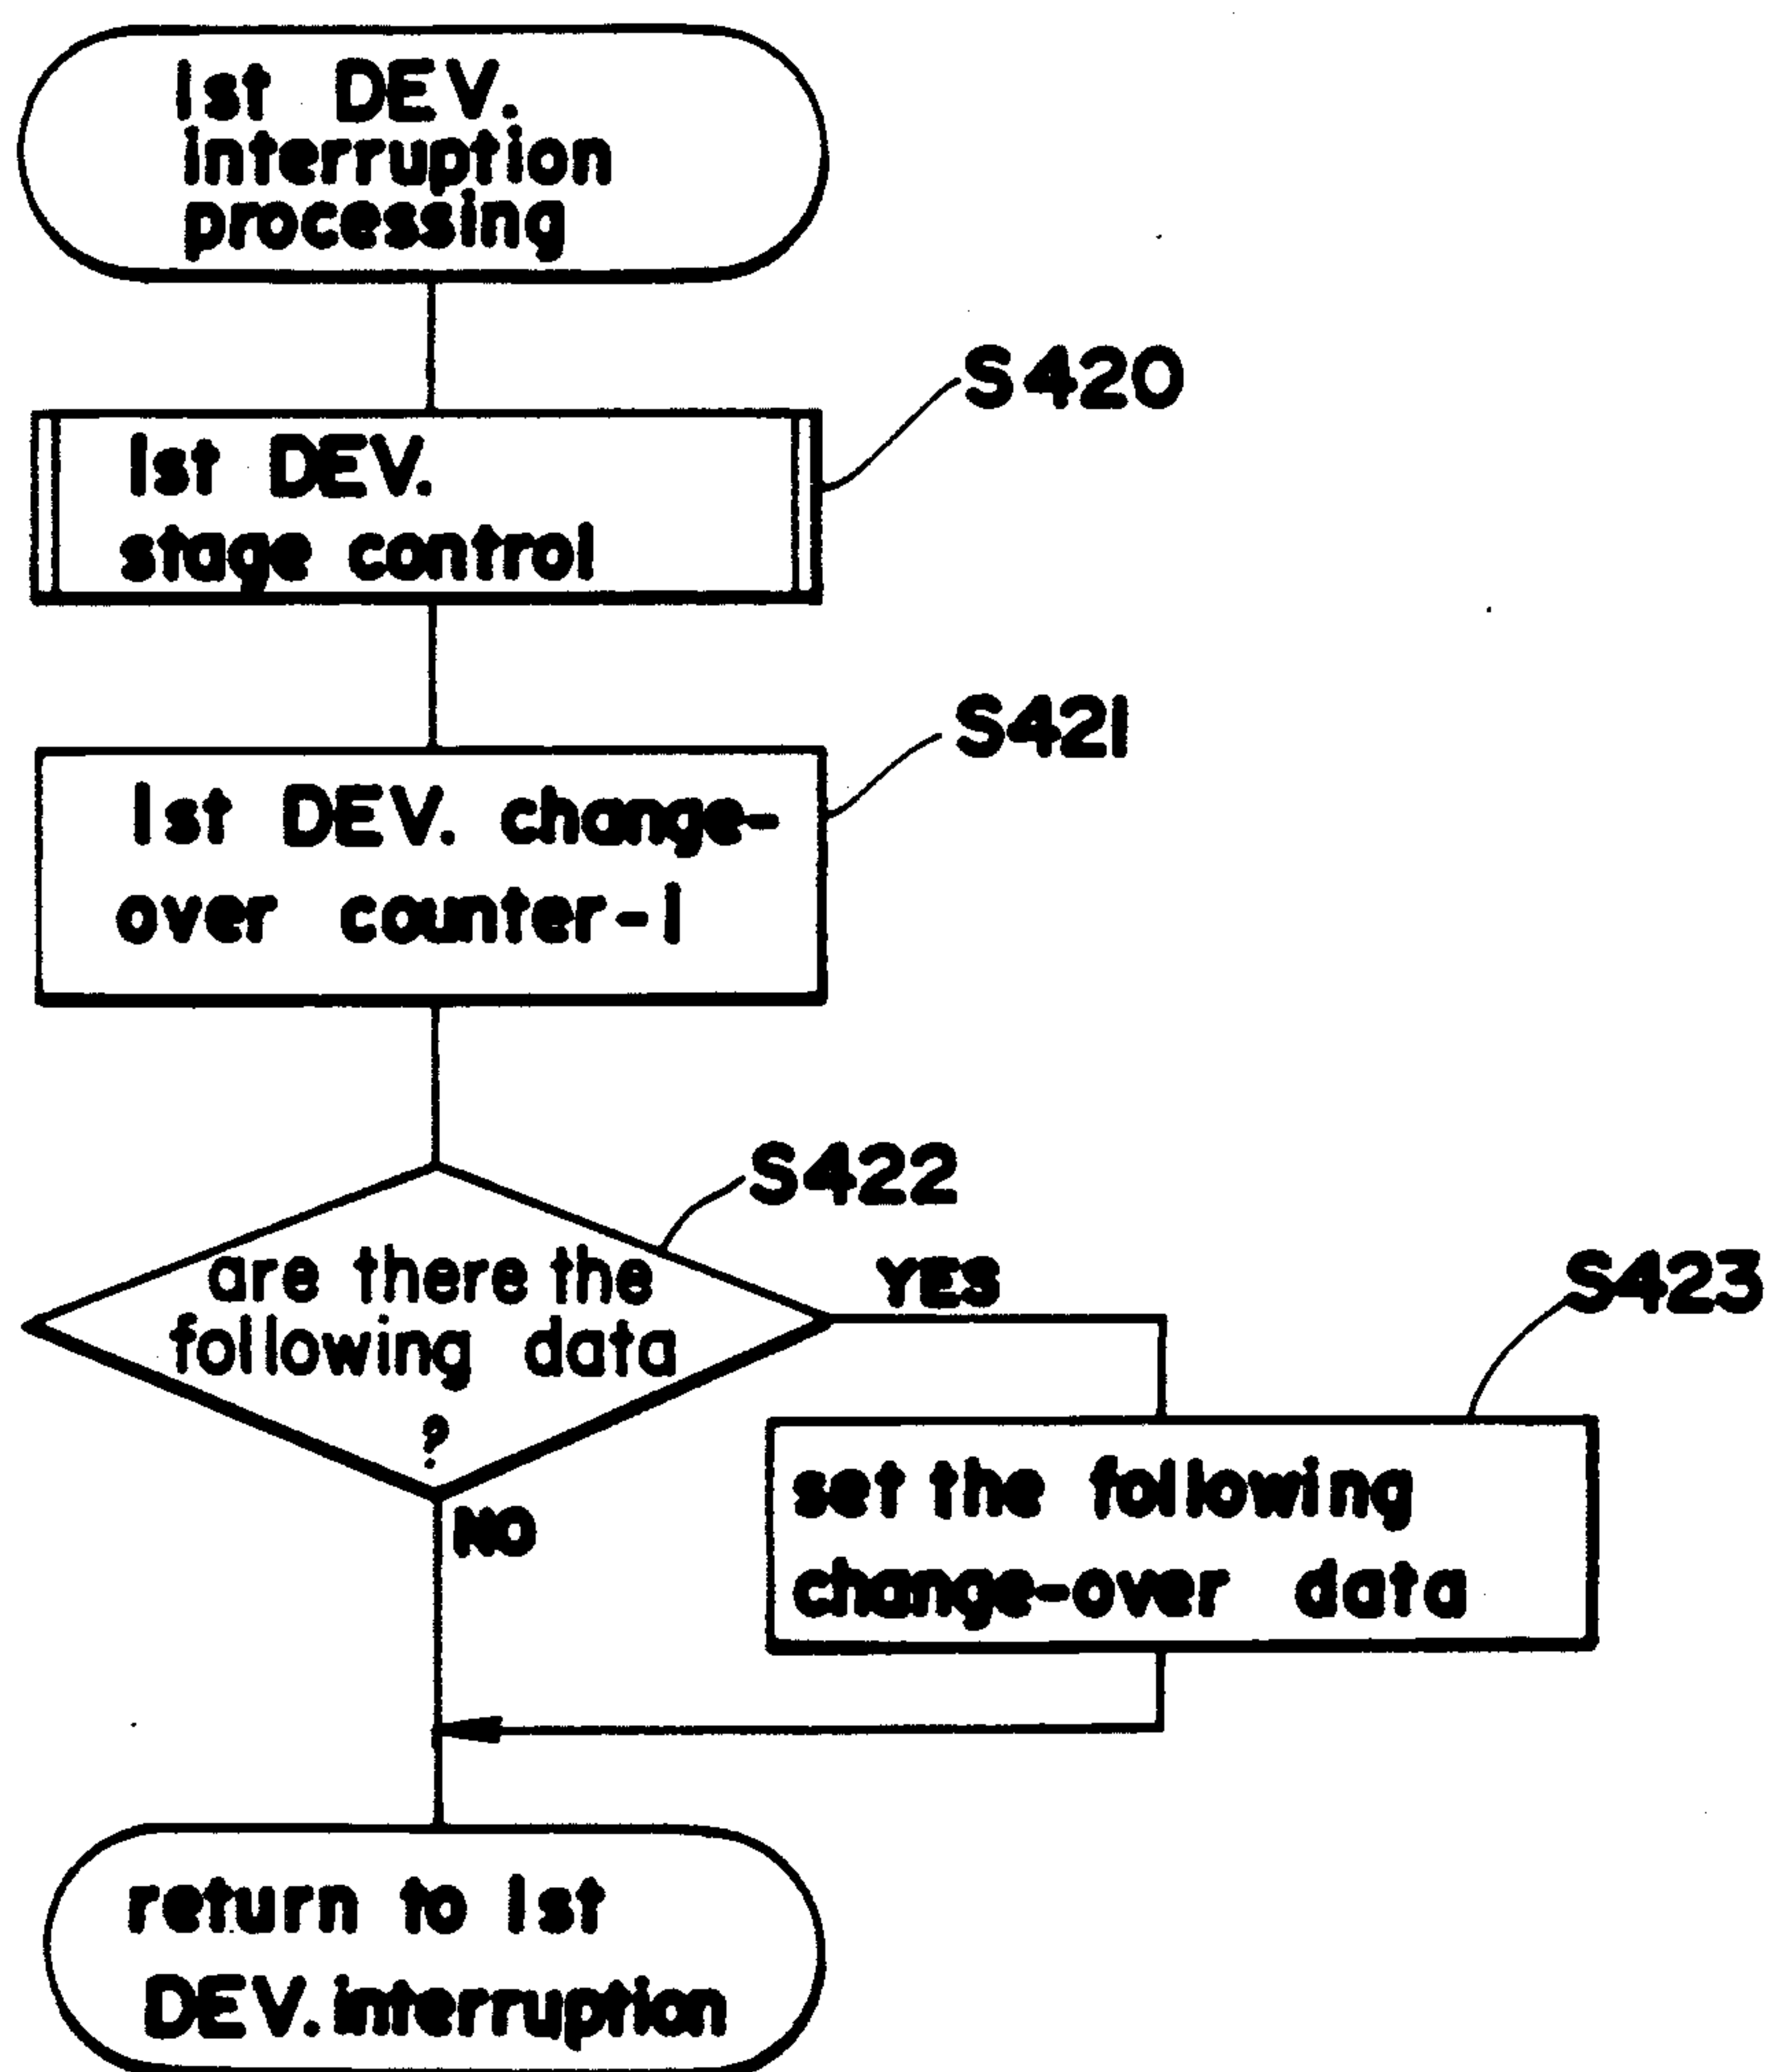 1st DEV.
interruption
processing
S420
1st DEV.
stage control
S421
1st DEV. change-
over counter-1
S422
are there the
following data
?
YES
NO
S423
set the following
change-over data
return to 1st
DEV. interruption